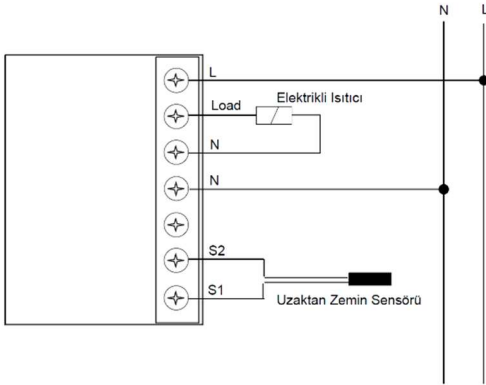 N L
L
Load Elektrikli Isıtıcı
N
N
S2
S1 Uzaktan Zemin Sensörü